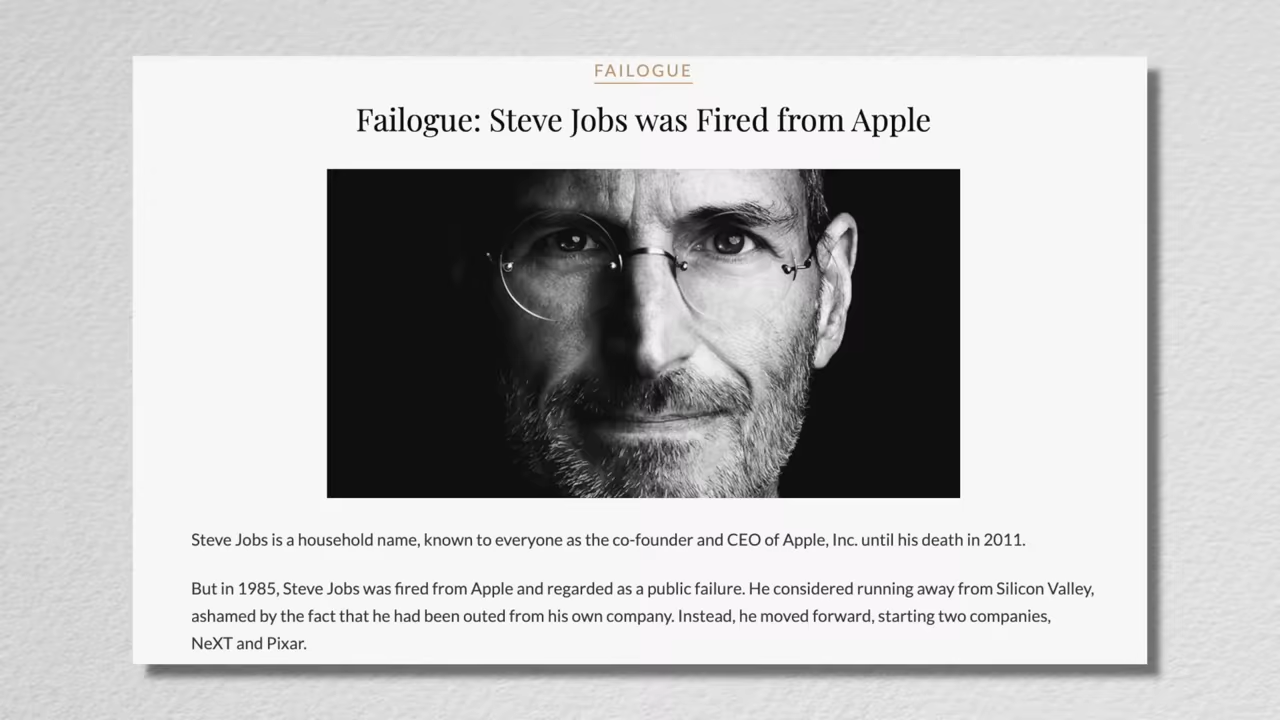 FAILOGUE
Failogue: Steve Jobs was Fired from Apple
Steve Jobs is a household name, known to everyone as the co-founder and CEO of Apple, Inc. until his death in 2011.
But in 1985, Steve Jobs was fired from Apple and regarded as a public failure. He considered running away from Silicon Valley,
ashamed by the fact that he had been outed from his own company. Instead, he moved forward, starting two companies,
NeXT and Pixar.